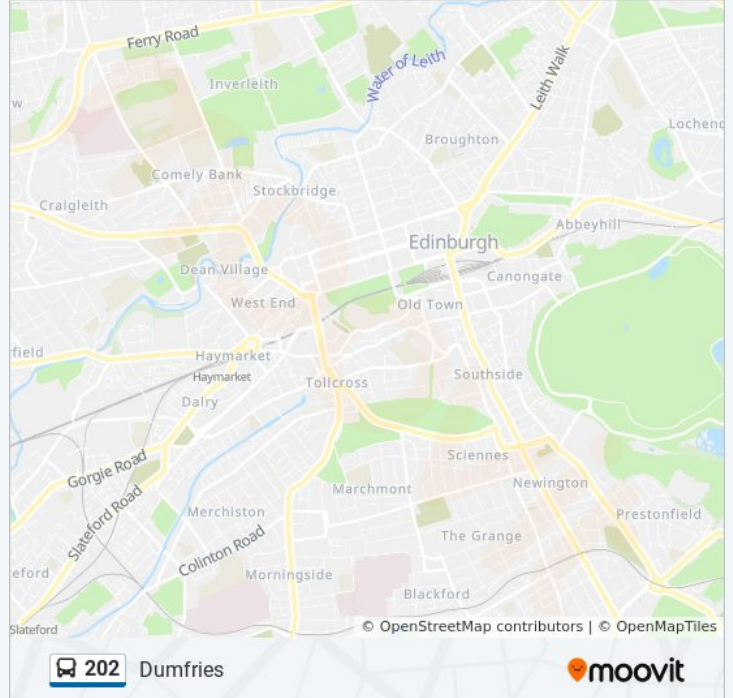 Ferry Road
Water of Leith
Leith Walk
Inverleith
w
Lochend
Broughton
Comely Bank
Stockbridge
Craigleith
Abbeyhill
Edinburgh
Dean Village
Canongate
West End
Old Town
field
Haymarket
Haymarket
Southside
Tollcross
Dalry
Sciennes
Gorgie Road
Newington
Marchmont
Slateford Road
Merchiston
Prestonfield
The Grange
Colinton Road
eford
Morningside
Blackford
Slateford
© OpenStreetMap contributors | © OpenMapTiles
202 Dumfries
moovit